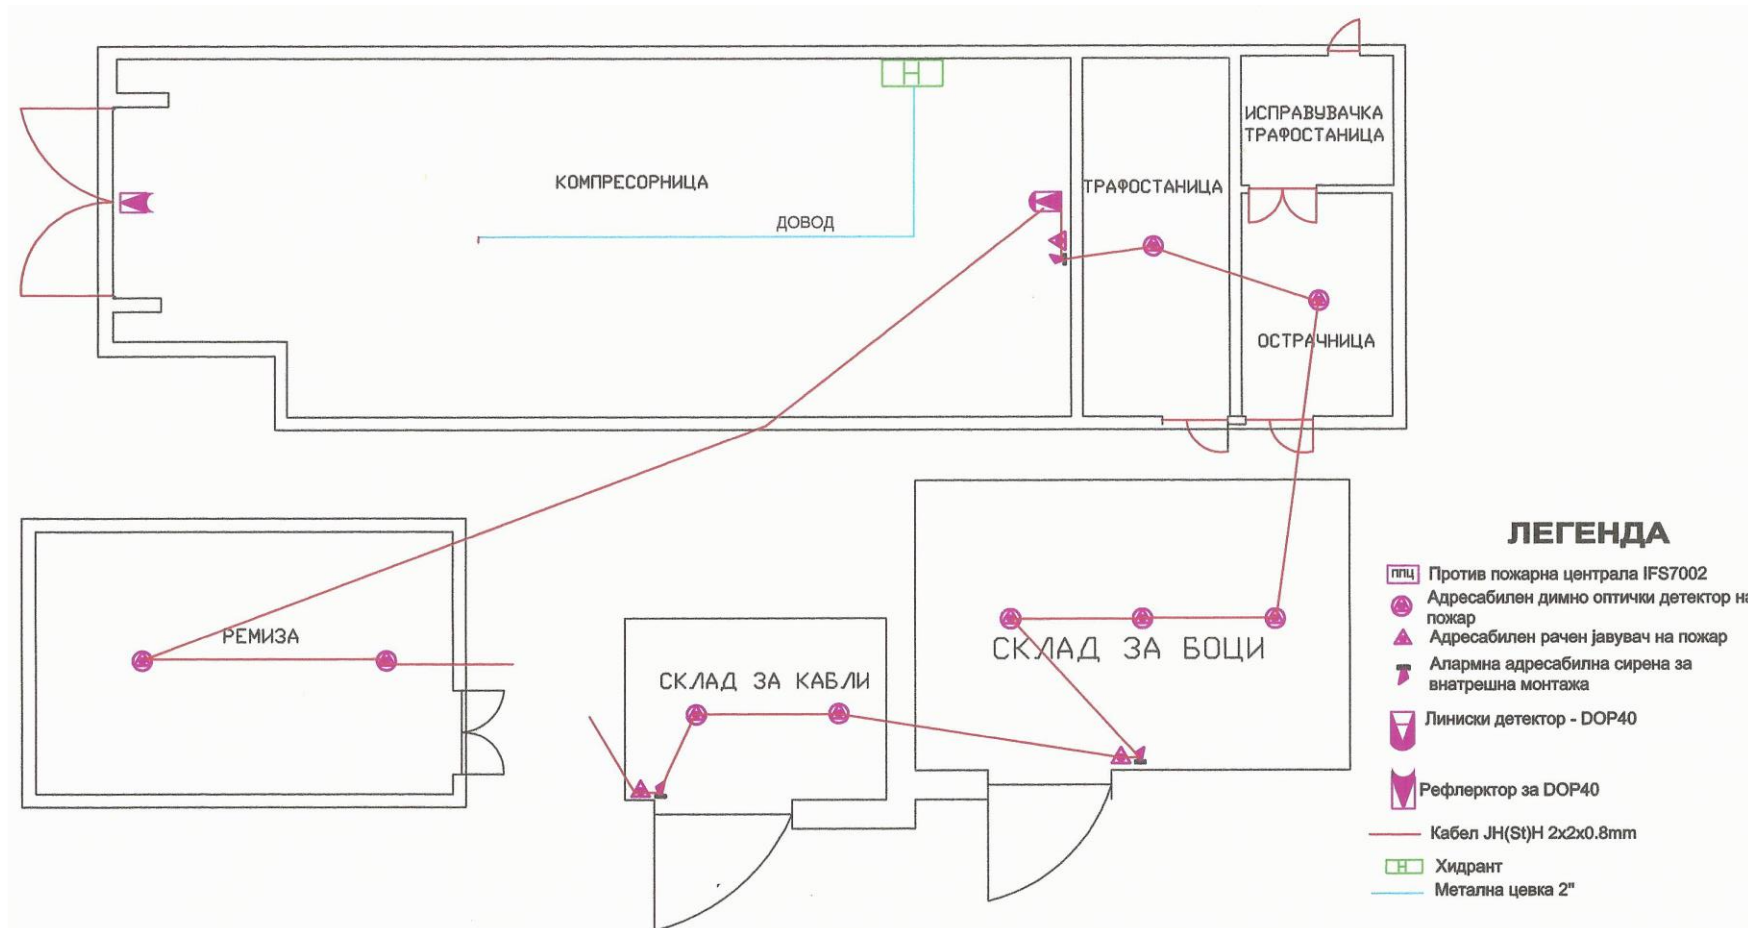 ИСПРАВУВАЧКА
ТРАФОСТАНИЦА
КОМПРЕСОРНИЦА
ТРАФОСТАНИЦА
ДОВОД
ОСТРАЧНИЦА
РЕМИЗА
СКЛАД ЗА КАБЛИ
СКЛАД ЗА БОЦИ
ЛЕГЕНДА
ппц Против пожарна централа IFS7002
Адресабилен димно оптички детектор на
пожар
Адресабилен рачен јавувач на пожар
Алармна адресабилна сирена за
внатрешна монтажа
Линиски детектор - DOP40
Рефлерктор за DOP40
Кабел JH(St)H 2x2x0.8mm
Хидрант
Метална цевка 2"